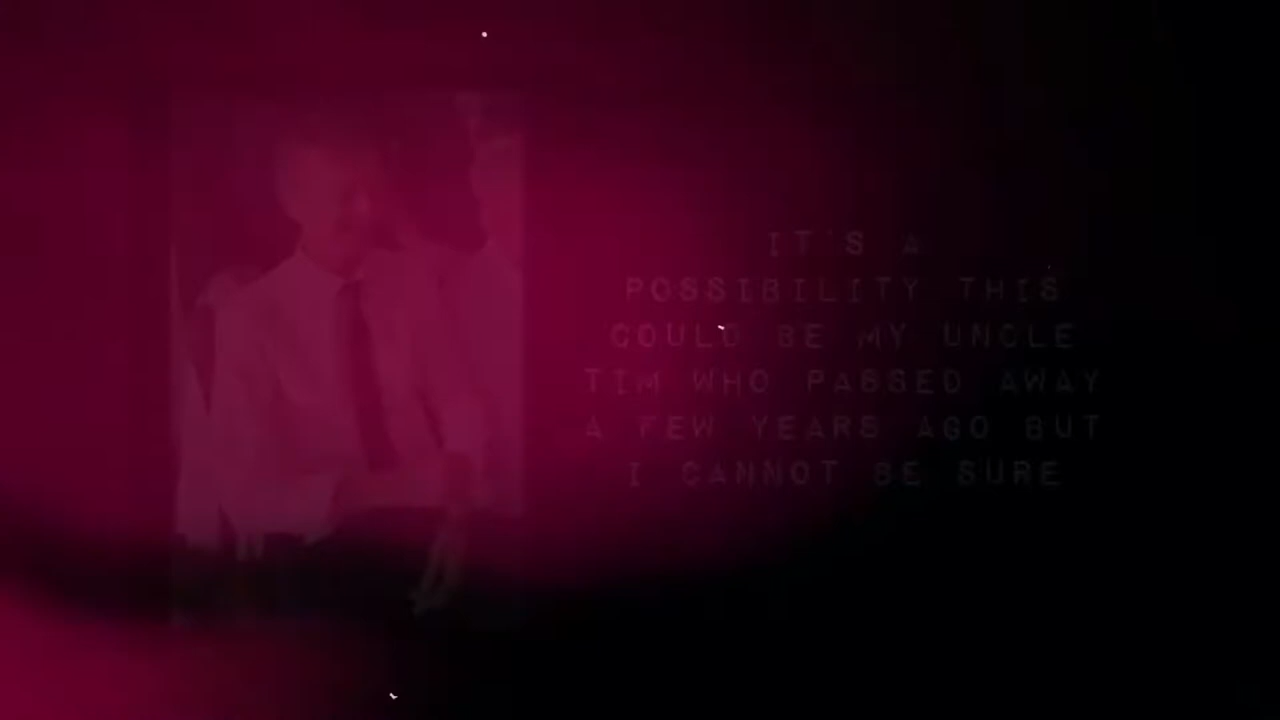 IT'S A
POSSIBILITY THIS
COULD BE MY UNCLE
TIM WHO PASSED AWAY
A FEW YEARS AGO BUT
I CANNOT BE SURE